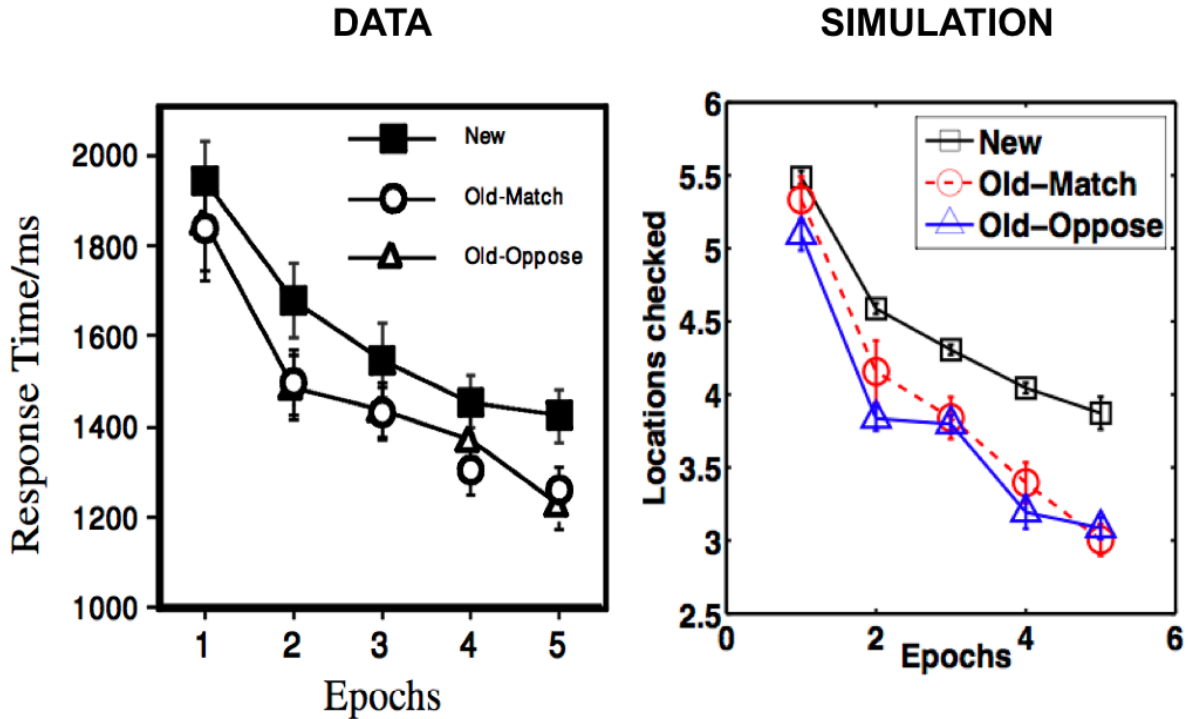 DATA
SIMULATION
Response Time/ms
2000
1800
1600
1400
1200
1000
New
Old-Match
Old-Oppose
1
2
3
4
5
Epochs
Locations checked
6
5.5
5
4.5
4
3.5
3
2.5
New
Old–Match
Old–Oppose
0
2
4
6
Epochs